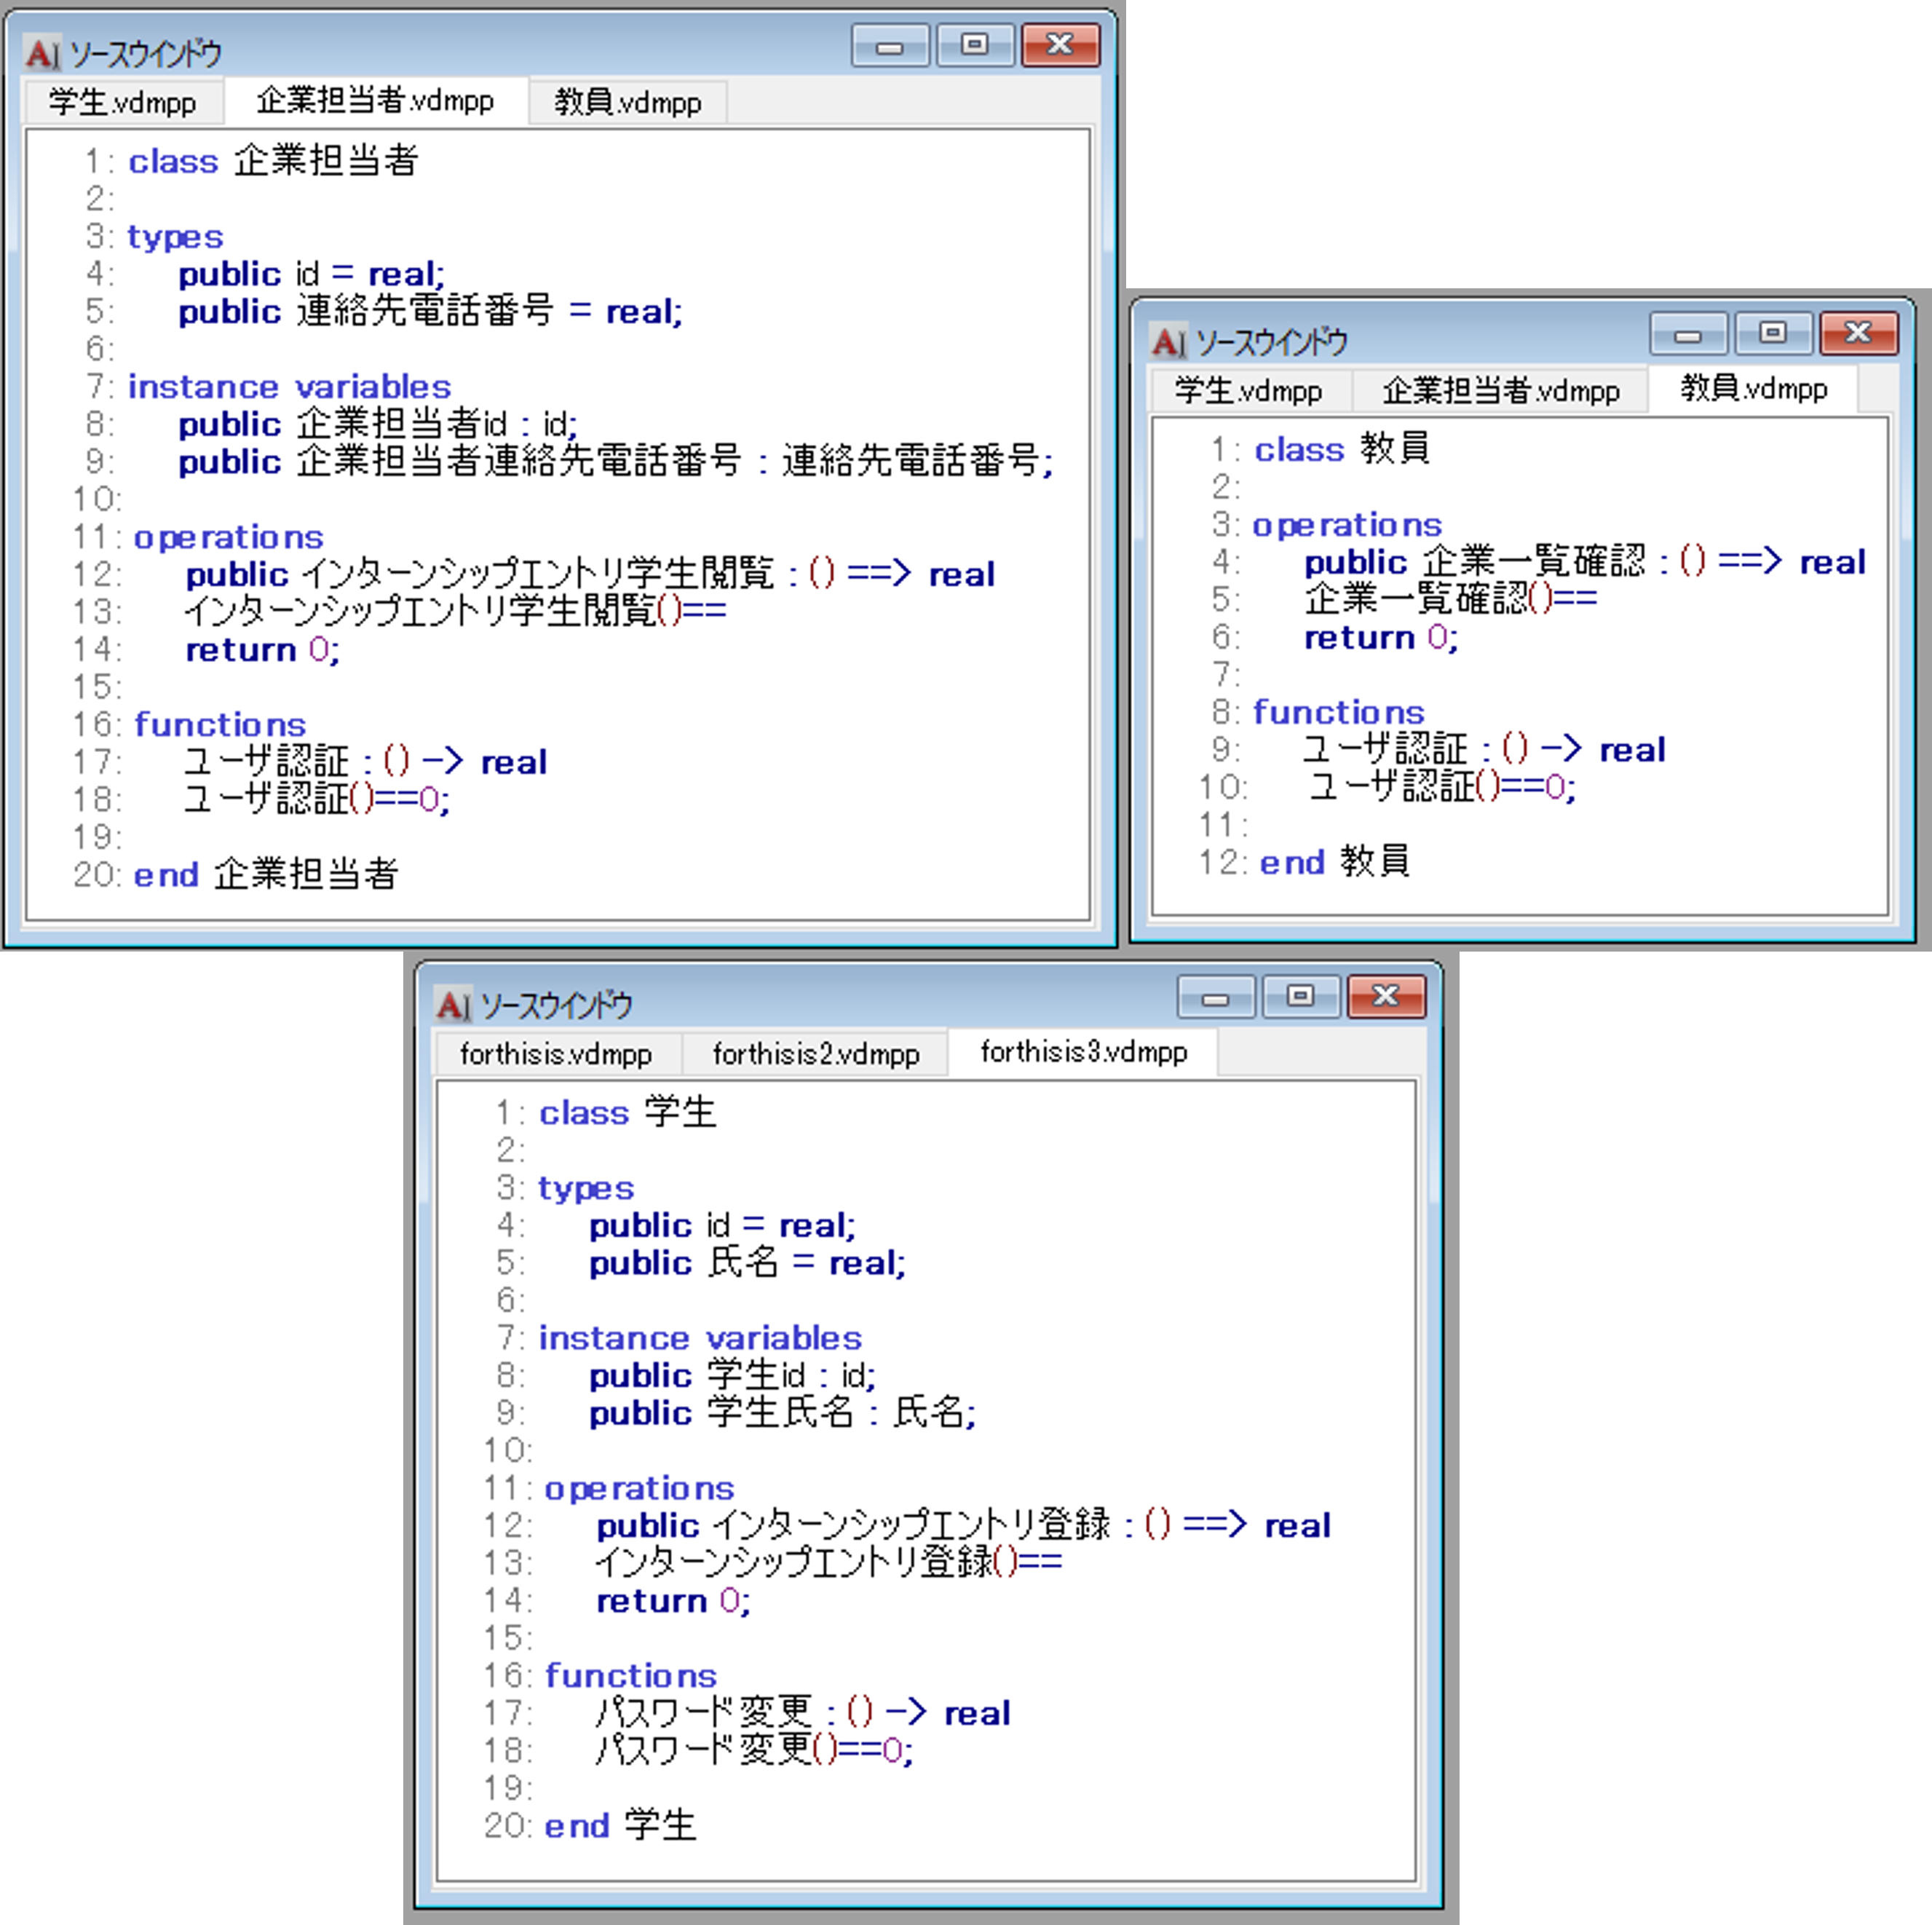 ソースウインドウ
学生.vdmpp 企業担当者.vdmpp 教員.vdmpp
1: class 企業担当者
2:
3: types
4: public id = real;
5: public 連絡先電話番号 = real;
6:
7: instance variables
8: public 企業担当者id : id;
9: public 企業担当者連絡先電話番号 : 連絡先電話番号;
10:
11: operations
12: public インターンシップエントリ学生閲覧 : () ==> real
13: インターンシップエントリ学生閲覧()==
14: return 0;
15:
16: functions
17: ユーザ認証 : () -> real
18: ユーザ認証()==0;
19:
20: end 企業担当者
ソースウインドウ
学生.vdmpp 企業担当者.vdmpp 教員.vdmpp
1: class 教員
2:
3: operations
4: public 企業一覧確認 : () ==> real
5: 企業一覧確認()==
6: return 0;
7:
8: functions
9: ユーザ認証 : () -> real
10: ユーザ認証()==0;
11:
12: end 教員
ソースウインドウ
forthisis.vdmpp forthisis2.vdmpp forthisis3.vdmpp
1: class 学生
2:
3: types
4: public id = real;
5: public 氏名 = real;
6:
7: instance variables
8: public 学生id : id;
9: public 学生氏名 : 氏名;
10:
11: operations
12: public インターンシップエントリ登録 : () ==> real
13: インターンシップエントリ登録()==
14: return 0;
15:
16: functions
17: パスワード変更 : () -> real
18: パスワード変更()==0;
19:
20: end 学生